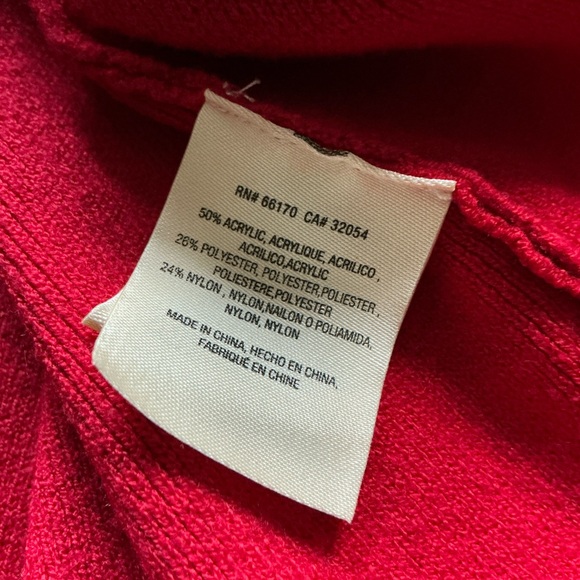 RN# 66170 CA# 32054
50% ACRYLIC, ACRYLIQUE, ACRILICO ,
ACRILICO,ACRYLIC
26% POLYESTER, POLYESTER,POLIESTER ,
POLIESTERE,POLYESTER
24% NYLON , NYLON,NAILON O POLIAMIDA,
NYLON, NYLON
MADE IN CHINA, HECHO EN CHINA,
FABRIQUÉ EN CHINE